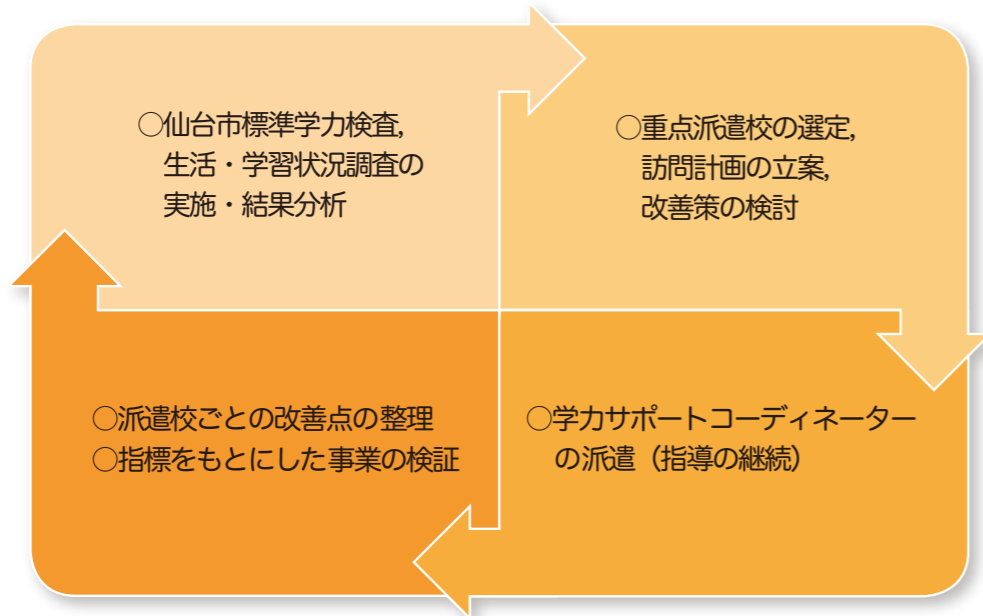 ○仙台市標準学力検査,
生活・学習状況調査の
実施・結果分析
○重点派遣校の選定,
訪問計画の立案,
改善策の検討
○派遣校ごとの改善点の整理
○指標をもとにした事業の検証
○学力サポートコーディネーター
の派遣（指導の継続）